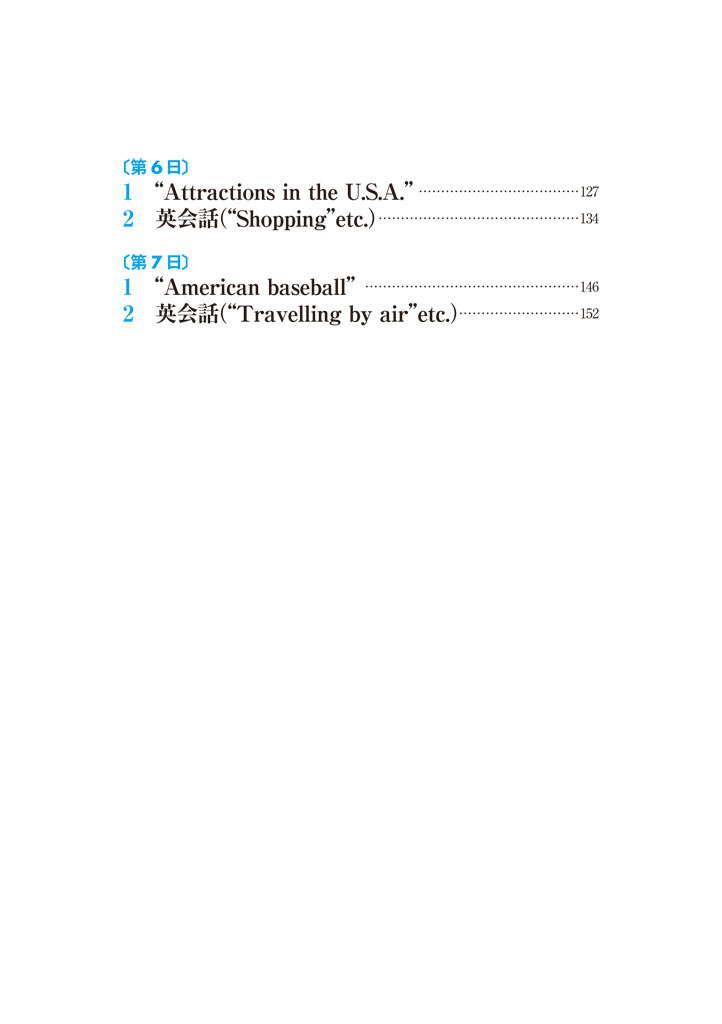 〔第6日〕
1 “Attractions in the U.S.A.” ………………………………127
2 英会話(“Shopping”etc.)………………………………………134
〔第7日〕
1 “American baseball” …………………………………………146
2 英会話(“Travelling by air”etc.)………………………152